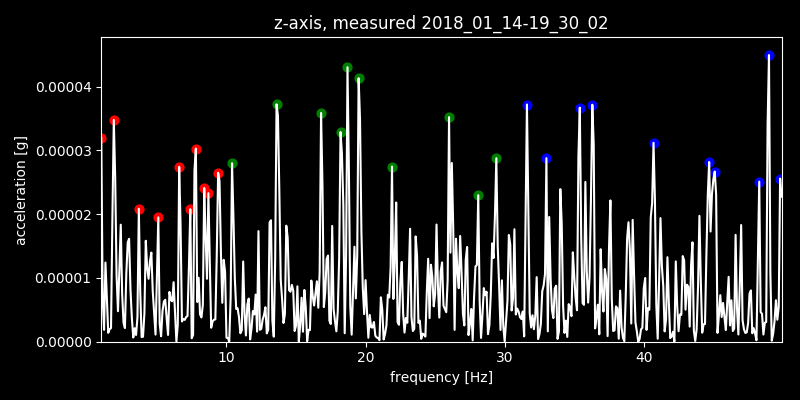 z-axis, measured 2018_01_14-19_30_02
0.00004
0.00003
0.00002
0.00001
0.00000
acceleration [g]
10 20 30 40
frequency [Hz]